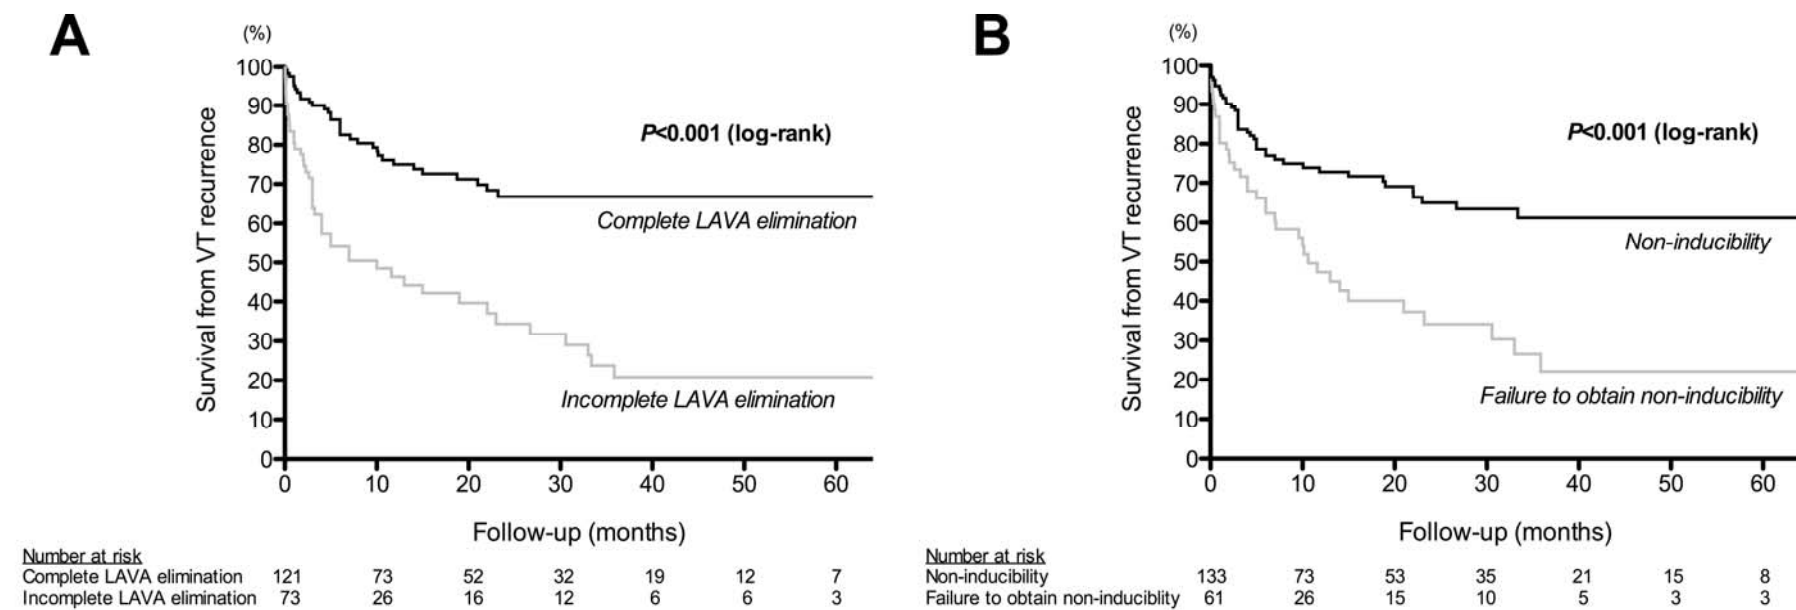 A
(%)
100
90
80
70
60
50
40
30
20
10
0
Survival from VT recurrence
P<0.001 (log-rank)
Complete LAVA elimination
Incomplete LAVA elimination
0 10 20 30 40 50 60
Follow-up (months)
Number at risk
Complete LAVA elimination 121 73 52 32 19 12 7
Incomplete LAVA elimination 73 26 16 12 6 6 3
B
(%)
100
90
80
70
60
50
40
30
20
10
0
Survival from VT recurrence
P<0.001 (log-rank)
Non-inducibility
Failure to obtain non-inducibility
0 10 20 30 40 50 60
Follow-up (months)
Number at risk
Non-inducibility 133 73 53 35 21 15 8
Failure to obtain non-induciblity 61 26 15 10 5 3 3